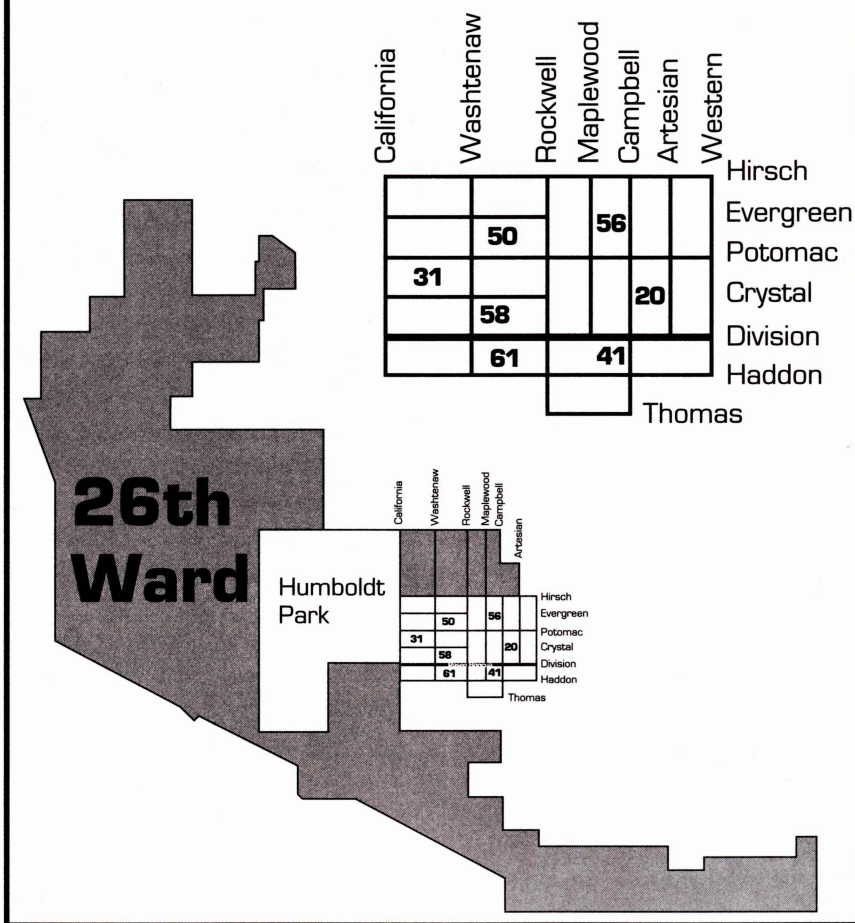 California
Washtenaw
Rockwell
Maplewood
Campbell
Artesian
Western
Hirsch
Evergreen
Potomac
Crystal
Division
Haddon
Thomas
56
50
31
20
58
61
41
26th
Ward
Humboldt
Park
California
Washtenaw
Rockwell
Maplewood
Campbell
Artesian
Hirsch
Evergreen
Potomac
Crystal
Division
Haddon
Thomas
56
50
31
20
58
61
41